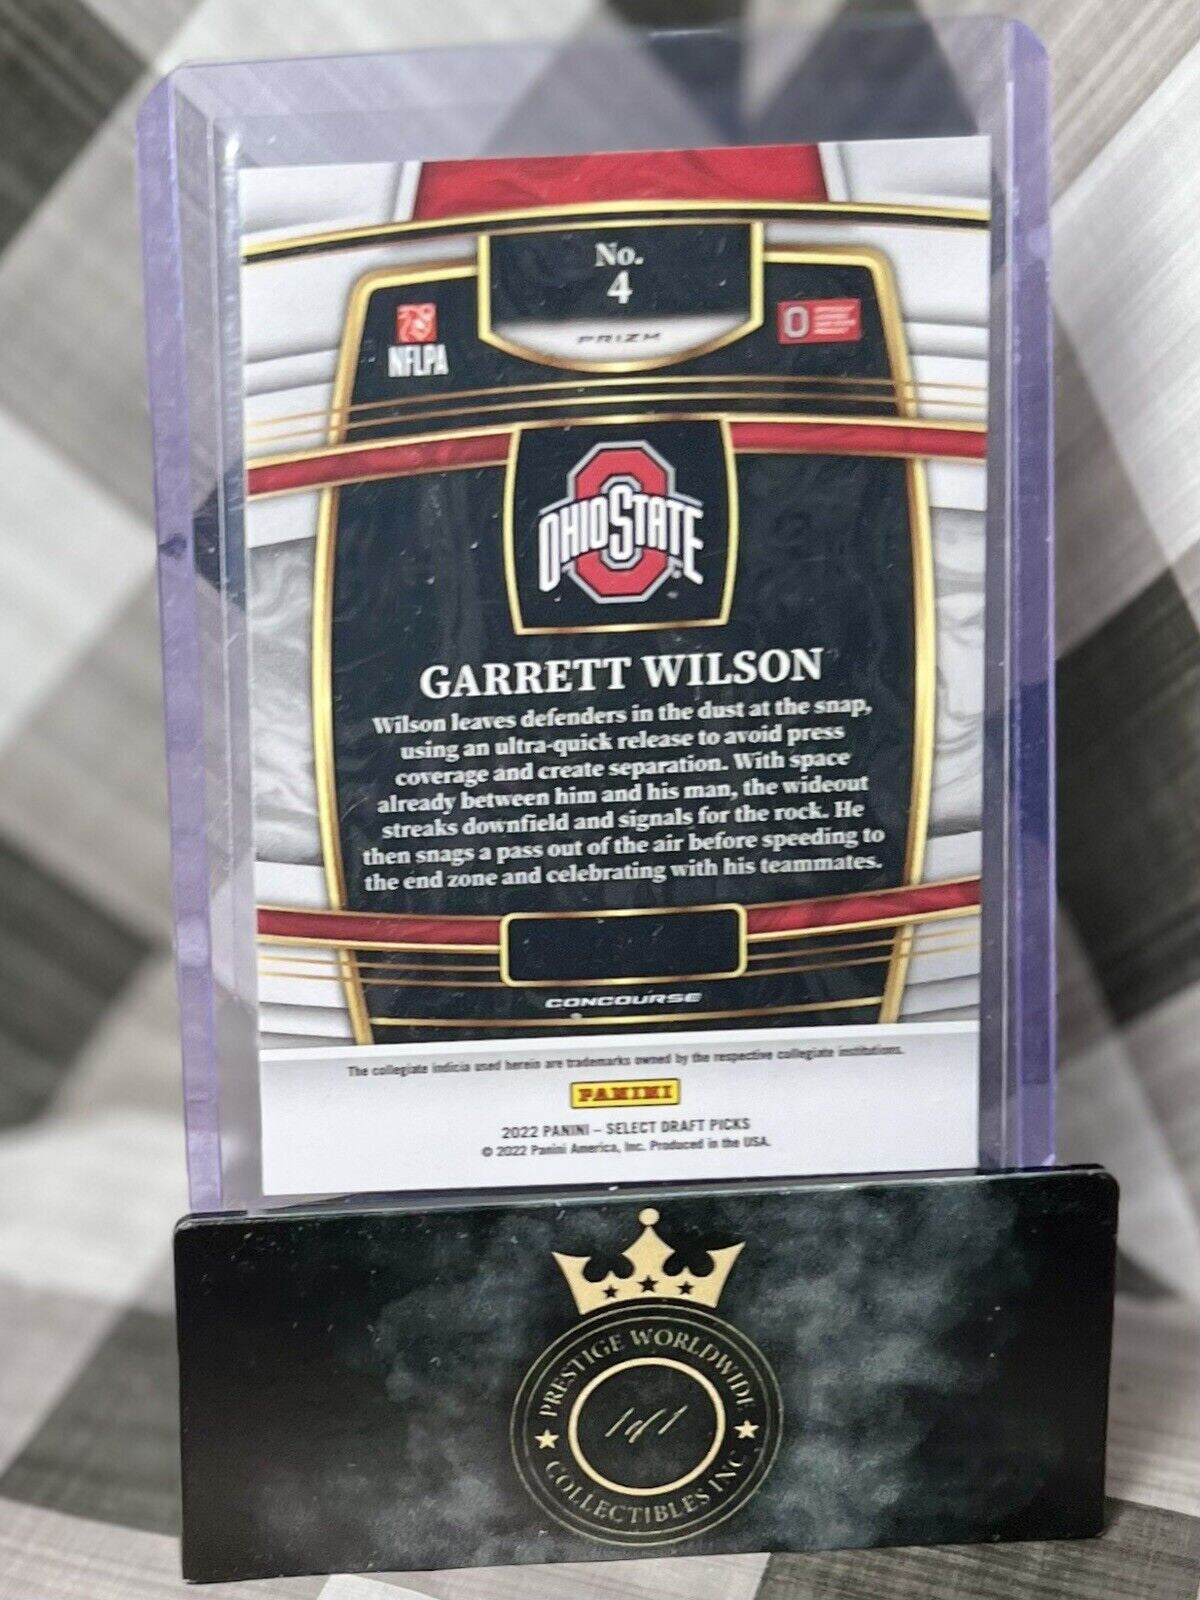 No.
4
PRIZM
NFLPA
OHIO STATE
GARRETT WILSON
Wilson leaves defenders in the dust at the snap,
using an ultra-quick release to avoid press
coverage and create separation. With space
already between him and his man, the wideout
streaks downfield and signals for the rock. He
then snags a pass out of the air before speeding to
the end zone and celebrating with his teammates.
CONCOURSE
The collegiate indicia used herein are trademarks owned by the respective collegiate institutions.
PANINI
2022 PANINI – SELECT DRAFT PICKS
© 2022 Panini America, Inc. Produced in the USA.
PRESTIGE WORLDWIDE
1 of 1
COLLECTIBLES INC